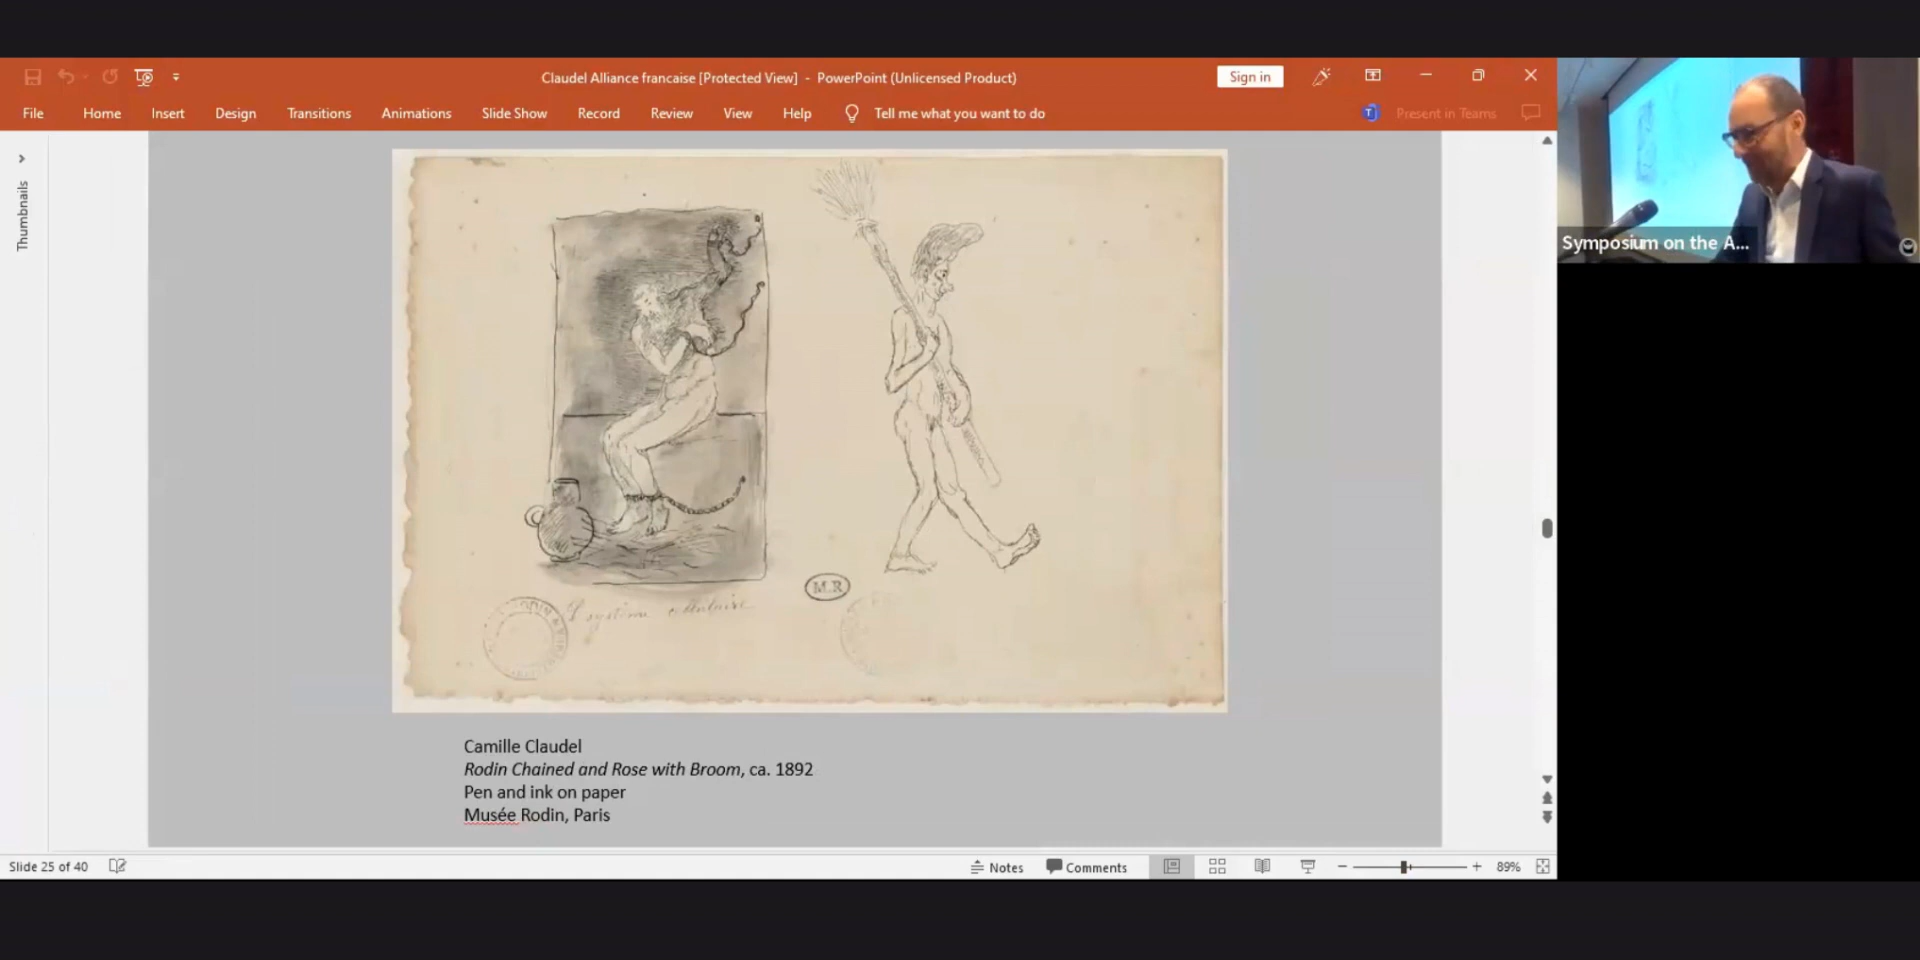 Claudel Alliance francaise [Protected View] - PowerPoint (Unlicensed Product)
Sign in
File Home Insert Design Transitions Animations Slide Show Record Review View Help Tell me what you want to do
Present in Teams
Thumbnails
Symposium on the A...
M.R
système cellulaire
Camille Claudel
Rodin Chained and Rose with Broom, ca. 1892
Pen and ink on paper
Musée Rodin, Paris
Slide 25 of 40
Notes Comments 89%